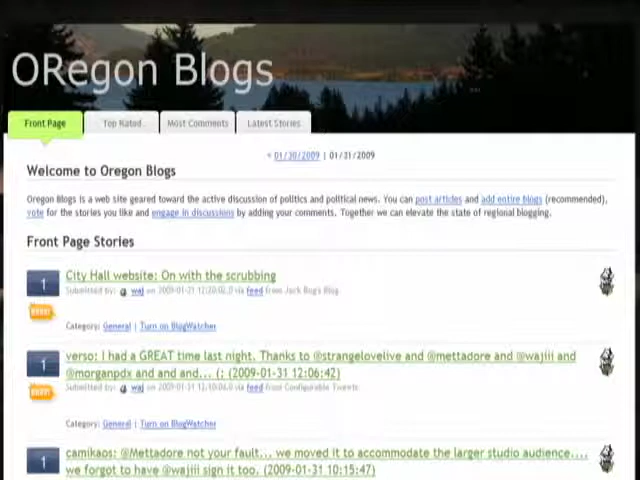 ORegon Blogs
Front Page
Top Rated
Most Comments
Latest Stories
< 01/30/2009 | 01/31/2009
Welcome to Oregon Blogs
Oregon Blogs is a web site geared toward the active discussion of politics and political news. You can post articles and add entire blogs (recommended),
vote for the stories you like and engage in discussions by adding your comments. Together we can elevate the state of regional blogging.
Front Page Stories
1
City Hall website: On with the scrubbing
Submitted by: waj on 2009-01-31 via feed from Jack Bog's Blog
Category: General | Turn on BlogWatcher
1
verso: I had a GREAT time last night. Thanks to @strangelovelive and @mettadore and @wajiii and
@morganpdx and and and... (: (2009-01-31 12:06:42)
Submitted by: waj on 2009-01-31 via feed from Configurable Tweets
Category: General | Turn on BlogWatcher
1
camikaos: @Mettadore not your fault... we moved it to accommodate the larger studio audience....
we forgot to have @wajiii sign it too. (2009-01-31 10:15:47)